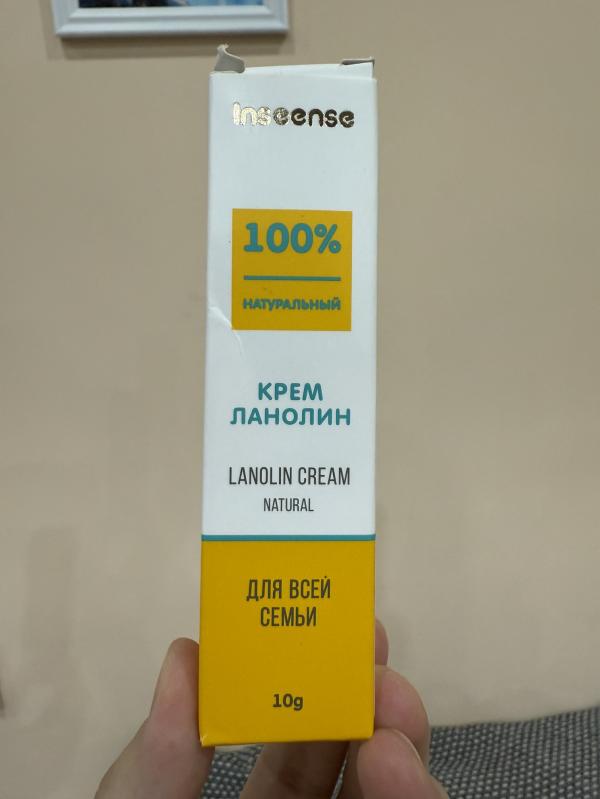 Inseense
100%
НАТУРАЛЬНЫЙ
КРЕМ
ЛАНОЛИН
LANOLIN CREAM
NATURAL
ДЛЯ ВСЕЙ
СЕМЬИ
10g